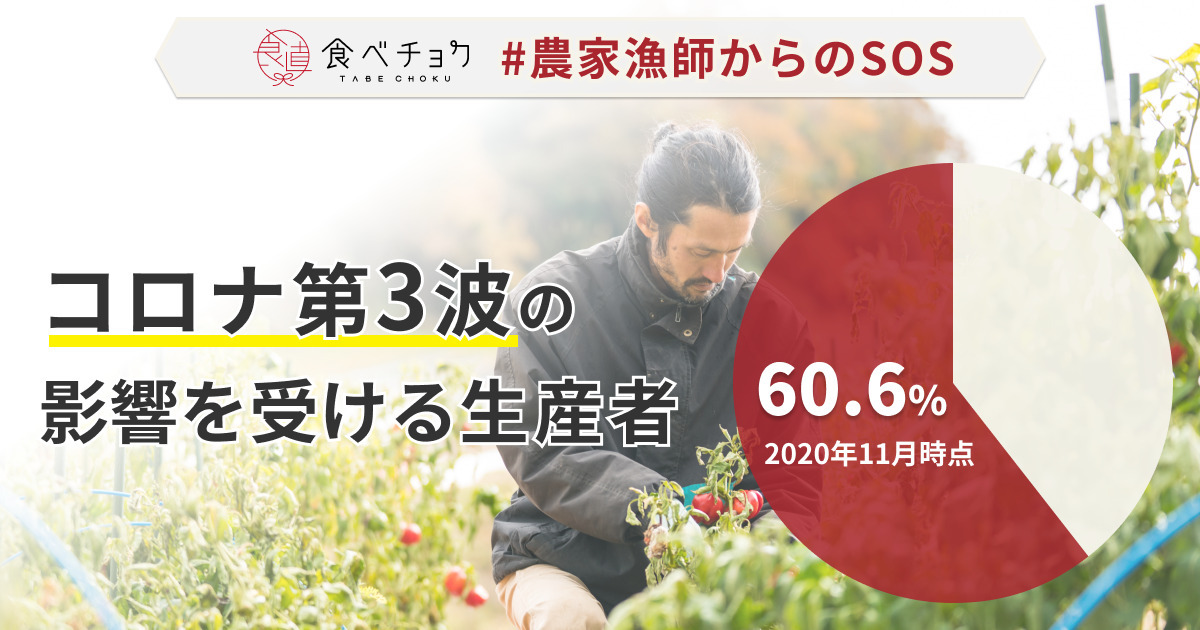 食べチョク
TABE CHOKU
#農家漁師からのSOS
コロナ第3波の
影響を受ける生産者
60.6%
2020年11月時点